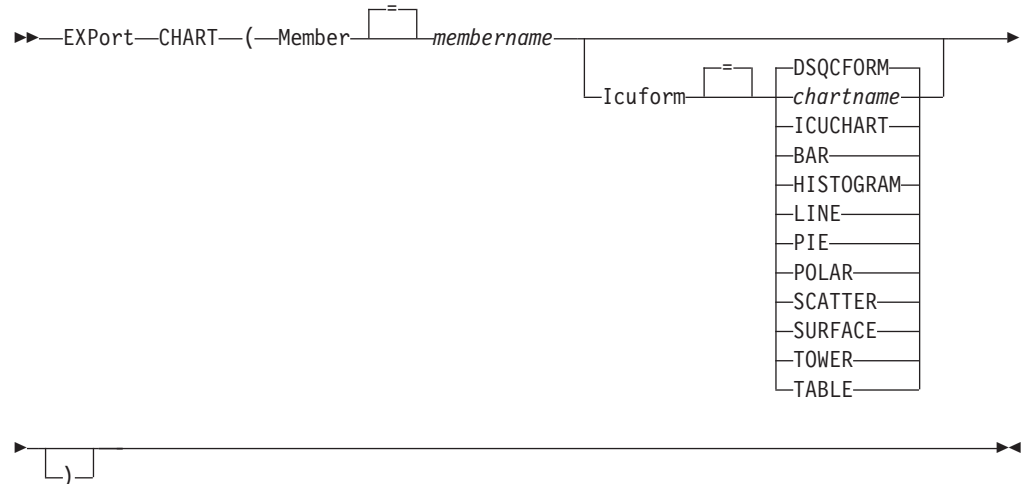 =
EXPort CHART ( Member membername
= DSQCFORM
Icuform chartname
ICUCHART
BAR
HISTOGRAM
LINE
PIE
POLAR
SCATTER
SURFACE
TOWER
TABLE
)